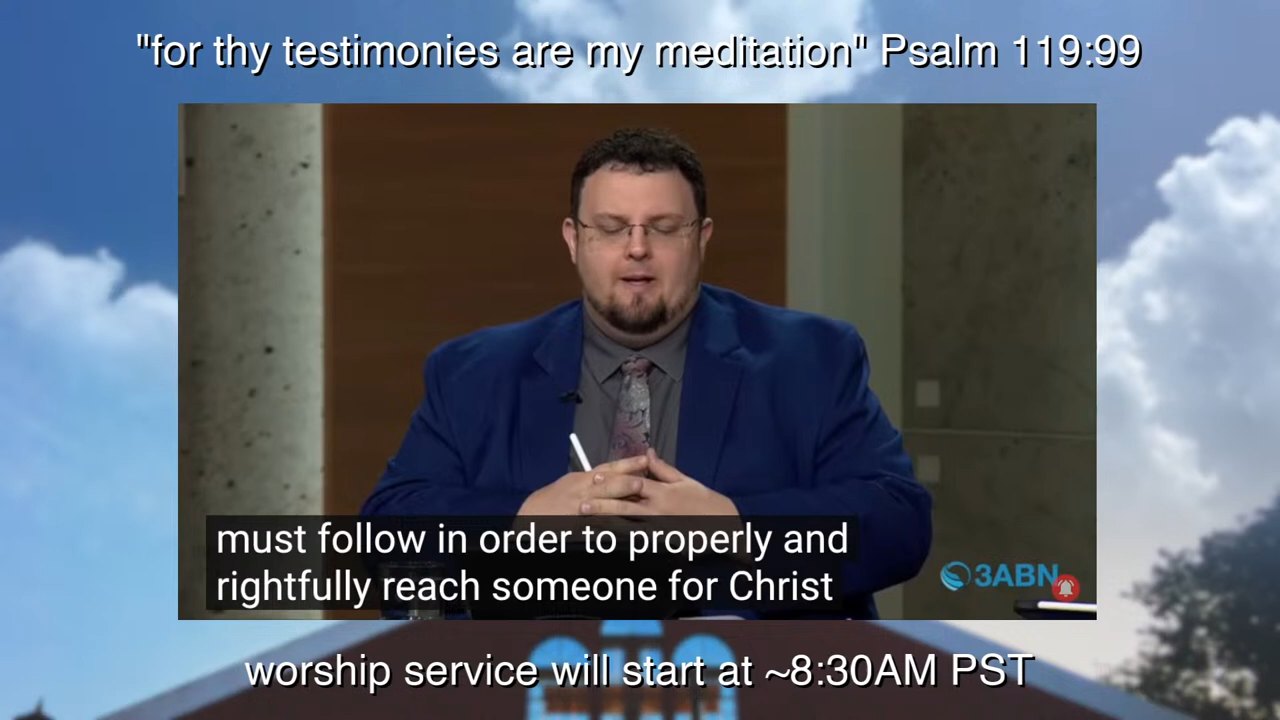 "for thy testimonies are my meditation" Psalm 119:99
must follow in order to properly and
rightfully reach someone for Christ
3ABN
worship service will start at ~8:30AM PST